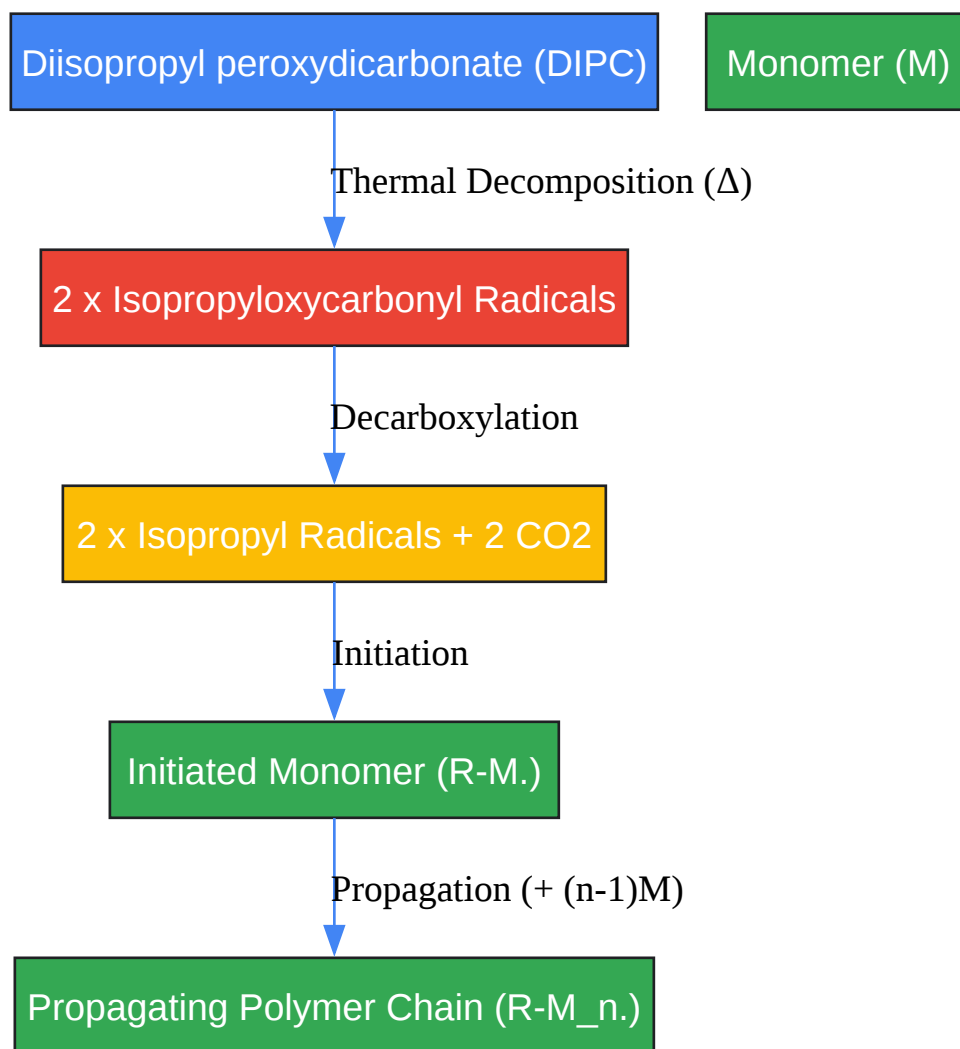 Diisopropyl peroxydicarbonate (DIPC)
Monomer (M)
Thermal Decomposition (Δ)
2 x Isopropyloxycarbonyl Radicals
Decarboxylation
2 x Isopropyl Radicals + 2 CO2
Initiation
Initiated Monomer (R-M.)
Propagation (+ (n-1)M)
Propagating Polymer Chain (R-M_n.)